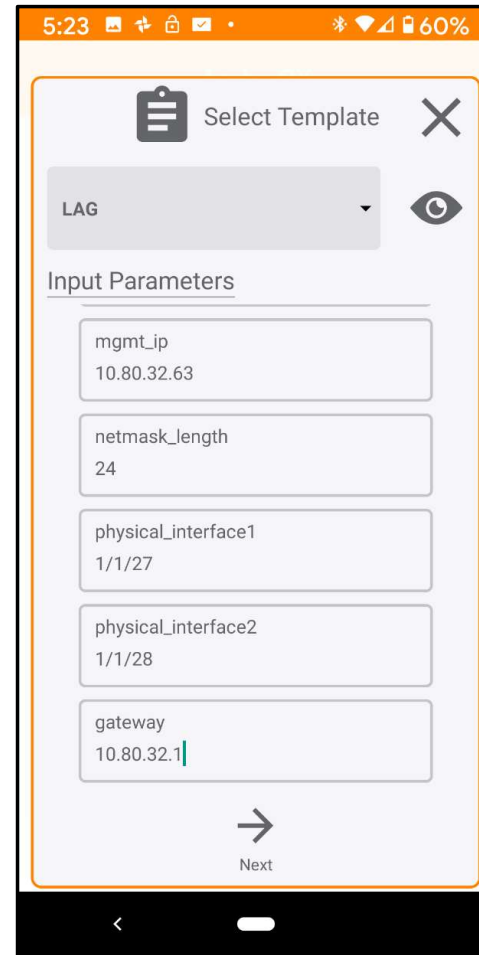 5:23
60%
Select Template
LAG
Input Parameters
mgmt_ip
10.80.32.63
netmask_length
24
physical_interface1
1/1/27
physical_interface2
1/1/28
gateway
10.80.32.1
Next